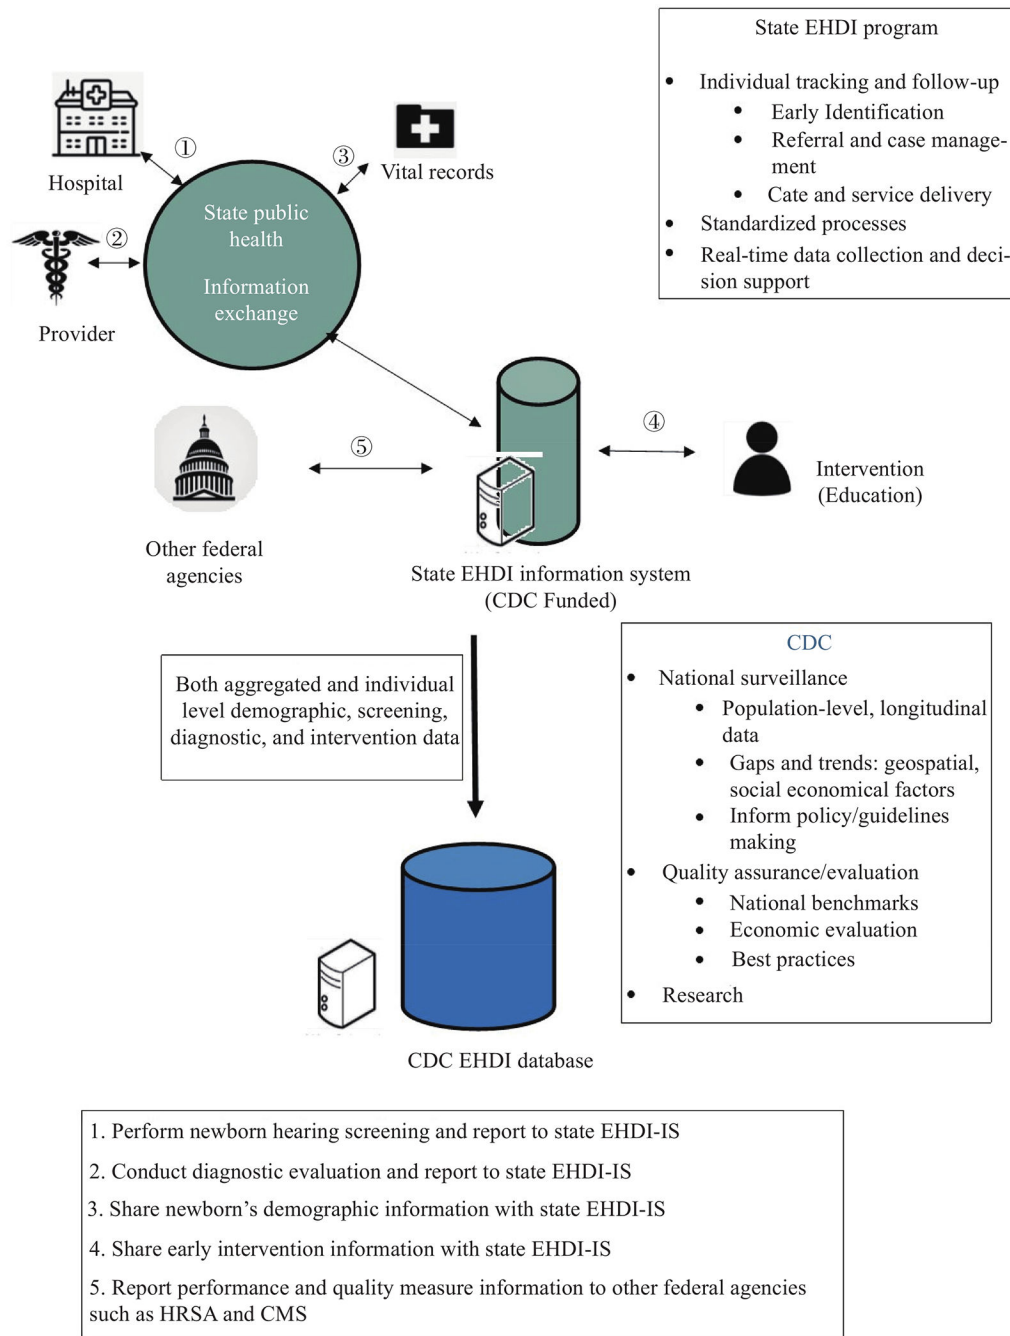 State EHDI program
• Individual tracking and follow-up
• Early Identification
• Referral and case manage-
ment
• Cate and service delivery
• Standardized processes
• Real-time data collection and deci-
sion support
①
Hospital
③
Vital records
②
Provider
State public
health
Information
exchange
⑤
Other federal
agencies
④
Intervention
(Education)
State EHDI information system
(CDC Funded)
Both aggregated and individual
level demographic, screening,
diagnostic, and intervention data
CDC
• National surveillance
• Population-level, longitudinal
data
• Gaps and trends: geospatial,
social economical factors
• Inform policy/guidelines
making
• Quality assurance/evaluation
• National benchmarks
• Economic evaluation
• Best practices
• Research
CDC EHDI database
1. Perform newborn hearing screening and report to state EHDI-IS
2. Conduct diagnostic evaluation and report to state EHDI-IS
3. Share newborn’s demographic information with state EHDI-IS
4. Share early intervention information with state EHDI-IS
5. Report performance and quality measure information to other federal agencies
such as HRSA and CMS